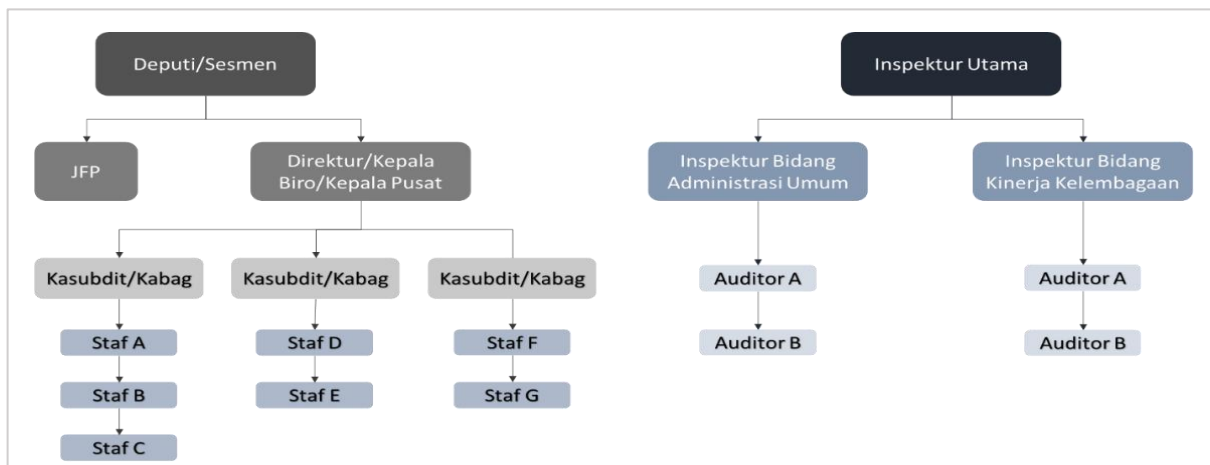 Deputi/Sesmen
Inspektur Utama
JFP
Direktur/Kepala
Biro/Kepala Pusat
Inspektur Bidang
Administrasi Umum
Inspektur Bidang
Kinerja Kelembagaan
Kasubdit/Kabag
Kasubdit/Kabag
Kasubdit/Kabag
Auditor A
Auditor A
Staf A
Staf D
Staf F
Auditor B
Auditor B
Staf B
Staf E
Staf G
Staf C